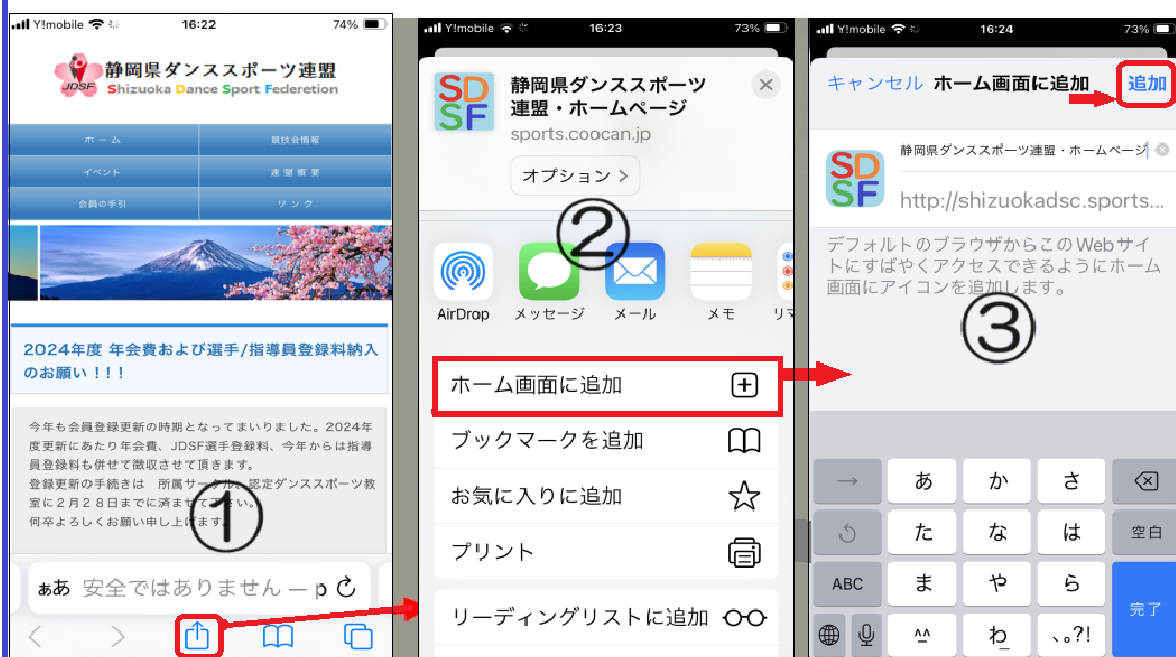 Y!mobile 16:22 74%
JDSF
静岡県ダンススポーツ連盟
Shizuoka Dance Sport Federetion
ホーム 競技会情報
イベント 連盟概要
会員の手引 リンク
2024年度 年会費および選手/指導員登録料納入
のお願い！！！
今年も会員登録更新の時期となってまいりました。2024年
度更新にあたり年会費、JDSF選手登録料、今年からは指導
員登録料も併せて徴収させて頂きます。
登録更新の手続きは 所属サークル、認定ダンススポーツ教
室に２月２８日までに済ませて下さい。
何卒よろしくお願い申し上げます。
①
ぁあ 安全ではありません — p
Y!mobile 16:23 73%
SD
SF
静岡県ダンススポーツ
連盟・ホームページ
sports.coocan.jp
オプション >
②
AirDrop メッセージ メール メモ リマ
ホーム画面に追加
ブックマークを追加
お気に入りに追加
プリント
リーディングリストに追加
Y!mobile 16:24 73%
キャンセル ホーム画面に追加 追加
SD
SF
静岡県ダンススポーツ連盟・ホームページ
http://shizuokadsc.sports...
デフォルトのブラウザからこのWebサイ
トにすばやくアクセスできるようにホーム
画面にアイコンを追加します。
③
→ あ か さ
た な は 空白
ABC ま や ら
^^ わ 、。?! 完了